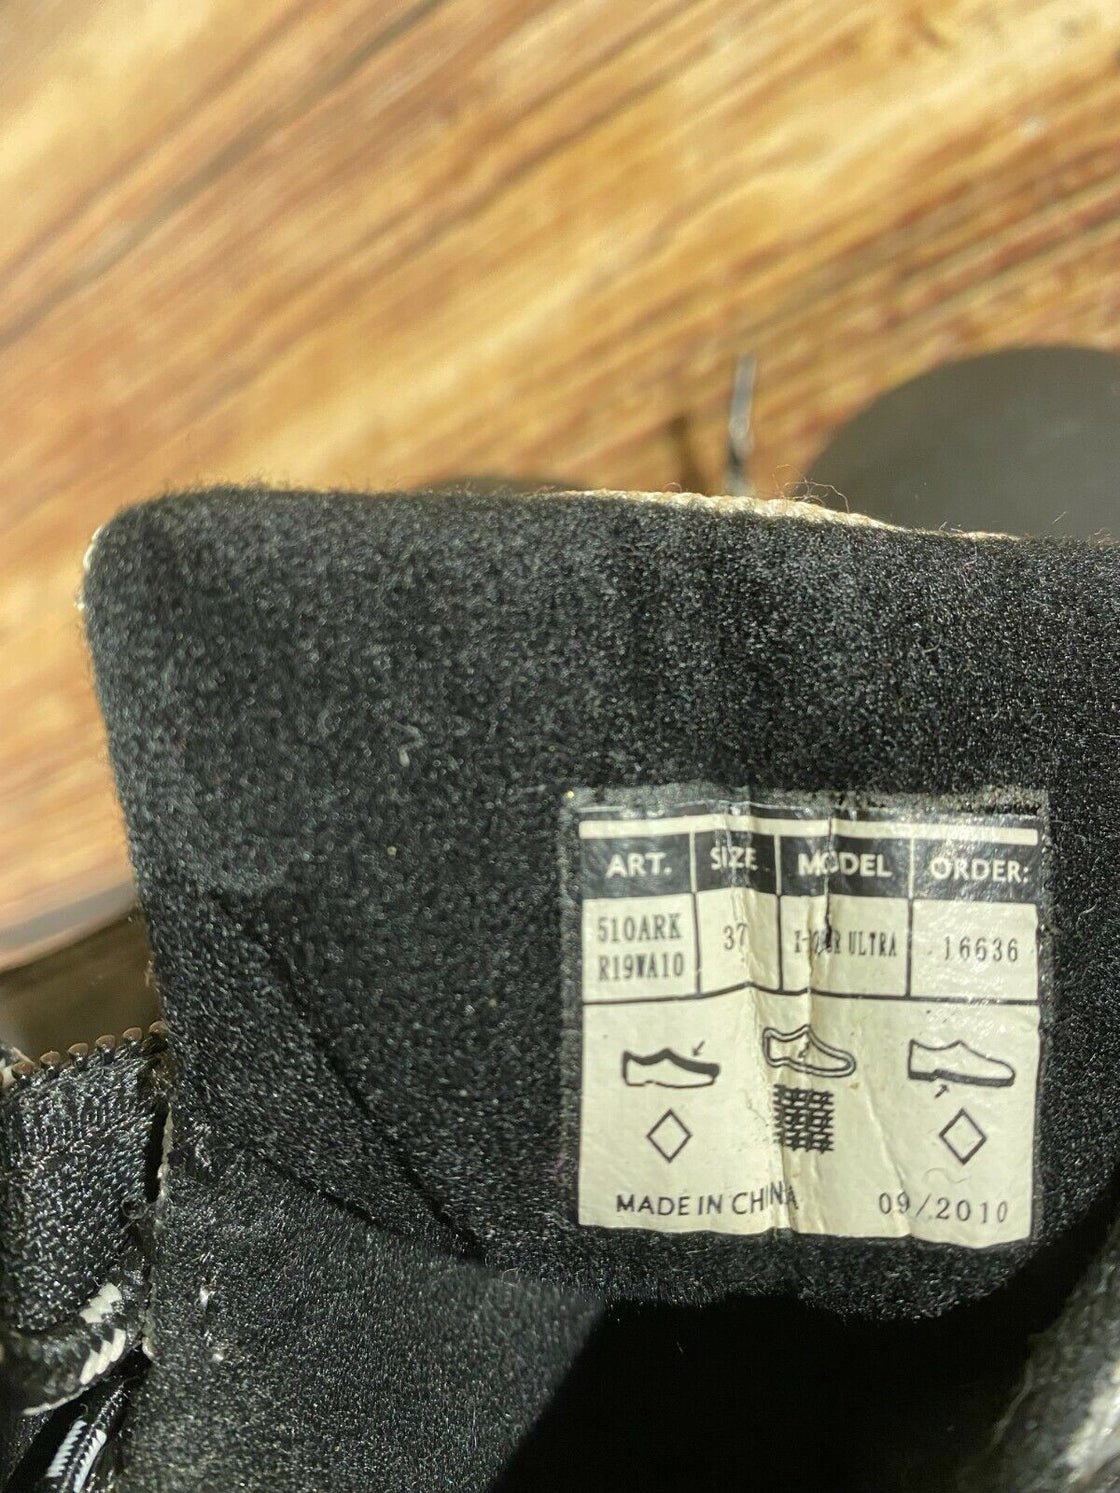 ART. SIZE MODEL ORDER:
510ARK 37 ULTRA 16636
R19WA10
MADE IN CHINA 09/2010